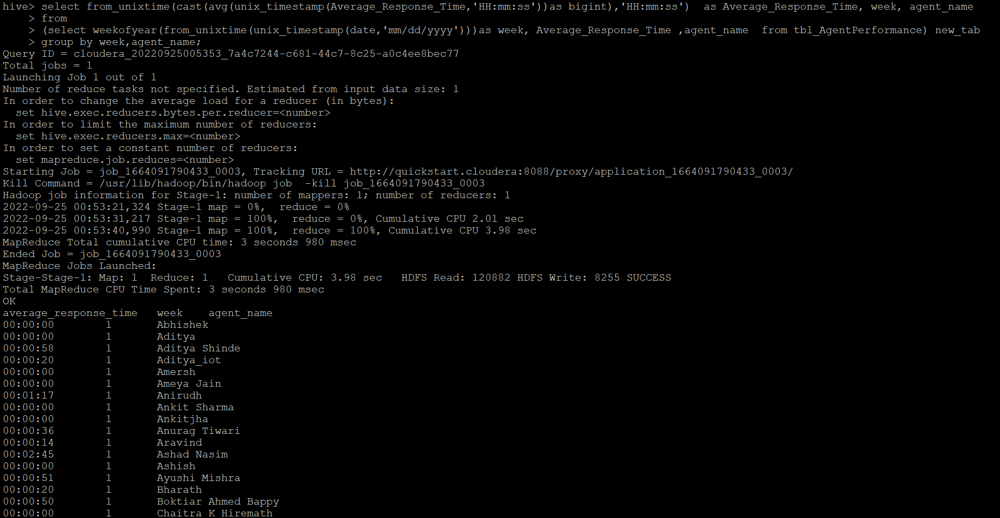 hive> select from_unixtime(cast(avg(unix_timestamp(Average_Response_Time,'HH:mm:ss'))as bigint),'HH:mm:ss')  as Average_Response_Time, week, agent_name
    > from
    > (select weekofyear(from_unixtime(unix_timestamp(date,'mm/dd/yyyy')))as week, Average_Response_Time ,agent_name  from tbl_AgentPerformance) new_tab
    > group by week,agent_name;
Query ID = cloudera_20220925005353_7a4c7244-c681-44c7-8c25-a0c4ee8bec77
Total jobs = 1
Launching Job 1 out of 1
Number of reduce tasks not specified. Estimated from input data size: 1
In order to change the average load for a reducer (in bytes):
  set hive.exec.reducers.bytes.per.reducer=<number>
In order to limit the maximum number of reducers:
  set hive.exec.reducers.max=<number>
In order to set a constant number of reducers:
  set mapreduce.job.reduces=<number>
Starting Job = job_1664091790433_0003, Tracking URL = http://quickstart.cloudera:8088/proxy/application_1664091790433_0003/
Kill Command = /usr/lib/hadoop/bin/hadoop job  -kill job_1664091790433_0003
Hadoop job information for Stage-1: number of mappers: 1; number of reducers: 1
2022-09-25 00:53:21,324 Stage-1 map = 0%,  reduce = 0%
2022-09-25 00:53:31,217 Stage-1 map = 100%,  reduce = 0%, Cumulative CPU 2.01 sec
2022-09-25 00:53:40,990 Stage-1 map = 100%,  reduce = 100%, Cumulative CPU 3.98 sec
MapReduce Total cumulative CPU time: 3 seconds 980 msec
Ended Job = job_1664091790433_0003
MapReduce Jobs Launched:
Stage-Stage-1: Map: 1  Reduce: 1   Cumulative CPU: 3.98 sec   HDFS Read: 120882 HDFS Write: 8255 SUCCESS
Total MapReduce CPU Time Spent: 3 seconds 980 msec
OK
average_response_time   week    agent_name
00:00:00        1       Abhishek
00:00:00        1       Aditya
00:00:58        1       Aditya Shinde
00:00:20        1       Aditya_iot
00:00:00        1       Amersh
00:00:00        1       Ameya Jain
00:01:17        1       Anirudh
00:00:00        1       Ankit Sharma
00:00:00        1       Ankitjha
00:00:36        1       Anurag Tiwari
00:00:14        1       Aravind
00:02:45        1       Ashad Nasim
00:00:00        1       Ashish
00:00:51        1       Ayushi Mishra
00:00:20        1       Bharath
00:00:50        1       Boktiar Ahmed Bappy
00:00:00        1       Chaitra K Hiremath